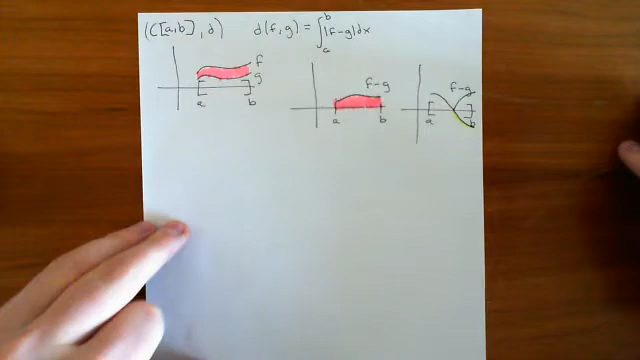 (C[a,b], d) d(f,g) = ∫_a^b |f-g|dx
f
g
[ ]
a b
f-g
a b
f-g
[ ]
a b